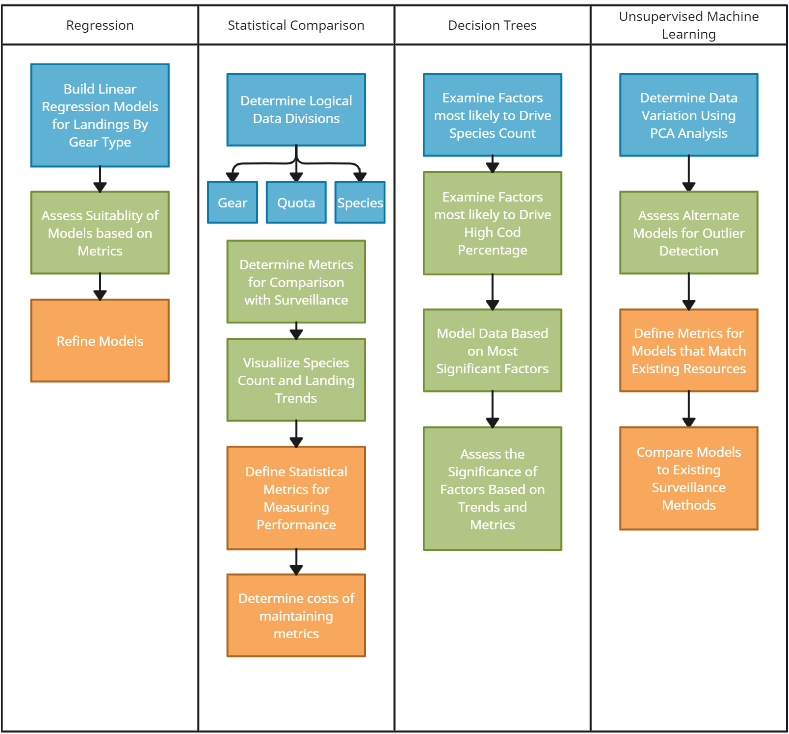 Regression
Statistical Comparison
Decision Trees
Unsupervised Machine
Learning
Build Linear
Regression Models
for Landings By
Gear Type
Assess Suitablity of
Models based on
Metrics
Refine Models
Determine Logical
Data Divisions
Gear
Quota
Species
Determine Metrics
for Comparison
with Surveillance
Visualiize Species
Count and Landing
Trends
Define Statistical
Metrics for
Measuring
Performance
Determine costs of
maintaining
metrics
Examine Factors
most likely to Drive
Species Count
Examine Factors
most likely to Drive
High Cod
Percentage
Model Data Based
on Most
Significant Factors
Assess the
Significance of
Factors Based on
Trends and
Metrics
Determine Data
Variation Using
PCA Analysis
Assess Alternate
Models for Outlier
Detection
Define Metrics for
Models that Match
Existing Resources
Compare Models
to Existing
Surveillance
Methods